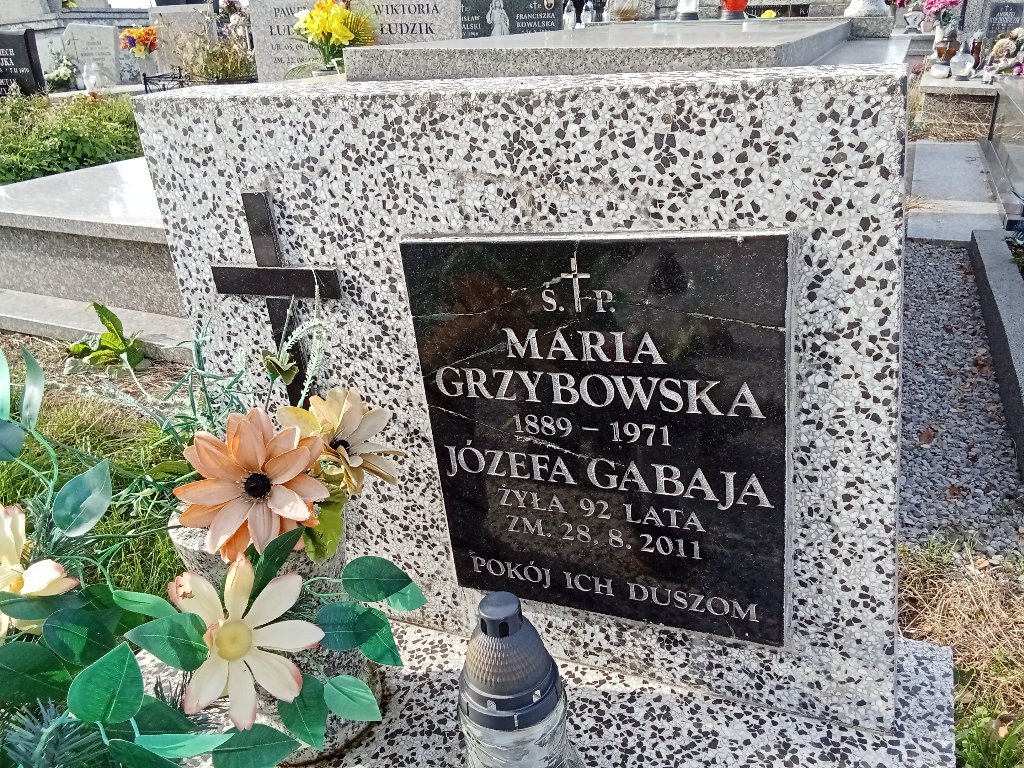 Ś. P.
MARIA
GRZYBOWSKA
1889 – 1971
JÓZEFA GABAJA
ŻYŁA 92 LATA
ZM. 28. 8. 2011
POKÓJ ICH DUSZOM
WIKTORIA
ŁUDZIK
FRANCISZKA
KOWALSKA